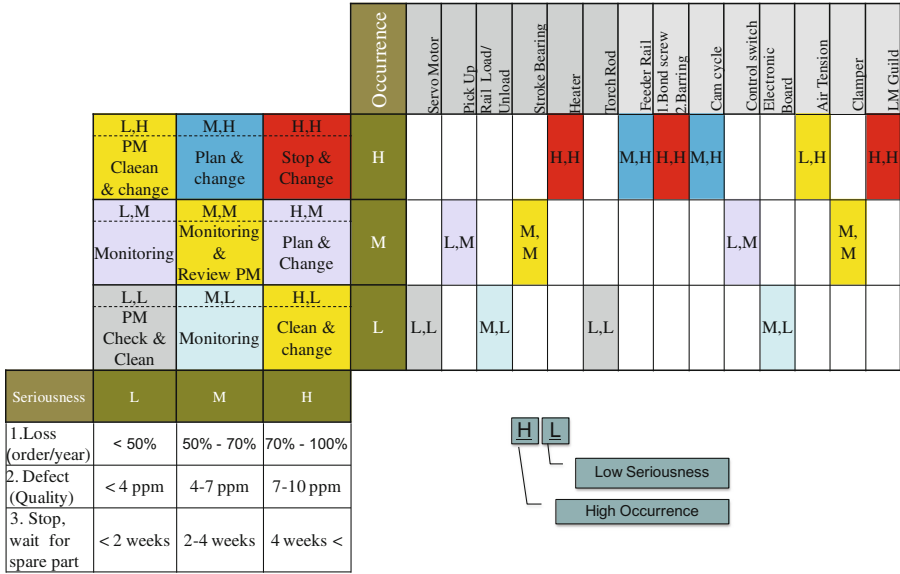 Occurrence
Servo Motor
Pick Up
Rail Load/
Unload
Stroke Bearing
Heater
Torch Rod
Feeder Rail
1.Bond screw
2.Barring
Cam cycle
Control switch
Electronic
Board
Air Tension
Clamper
LM Guild
L,H
PM
Claean
& change
M,H
Plan &
change
H,H
Stop &
Change
H
H,H
M,H
H,H
M,H
L,H
H,H
L,M
Monitoring
M,M
Monitoring
&
Review PM
H,M
Plan &
Change
M
L,M
M,
M
L,M
M,
M
L,L
PM
Check &
Clean
M,L
Monitoring
H,L
Clean &
change
L
L,L
M,L
L,L
M,L
Seriousness
L
M
H
1.Loss
(order/year)
< 50%
50% - 70%
70% - 100%
2. Defect
(Quality)
< 4 ppm
4-7 ppm
7-10 ppm
3. Stop,
wait for
spare part
< 2 weeks
2-4 weeks
4 weeks <
H L
Low Seriousness
High Occurrence